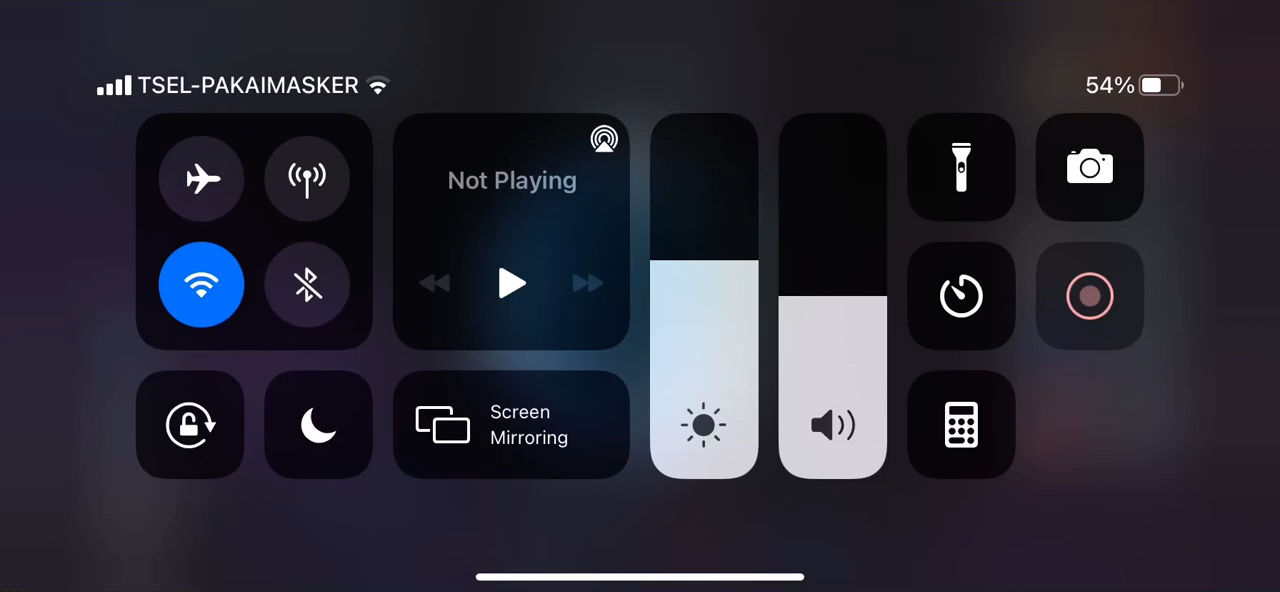 TSEL-PAKAIMASKER
54%
Not Playing
Screen
Mirroring